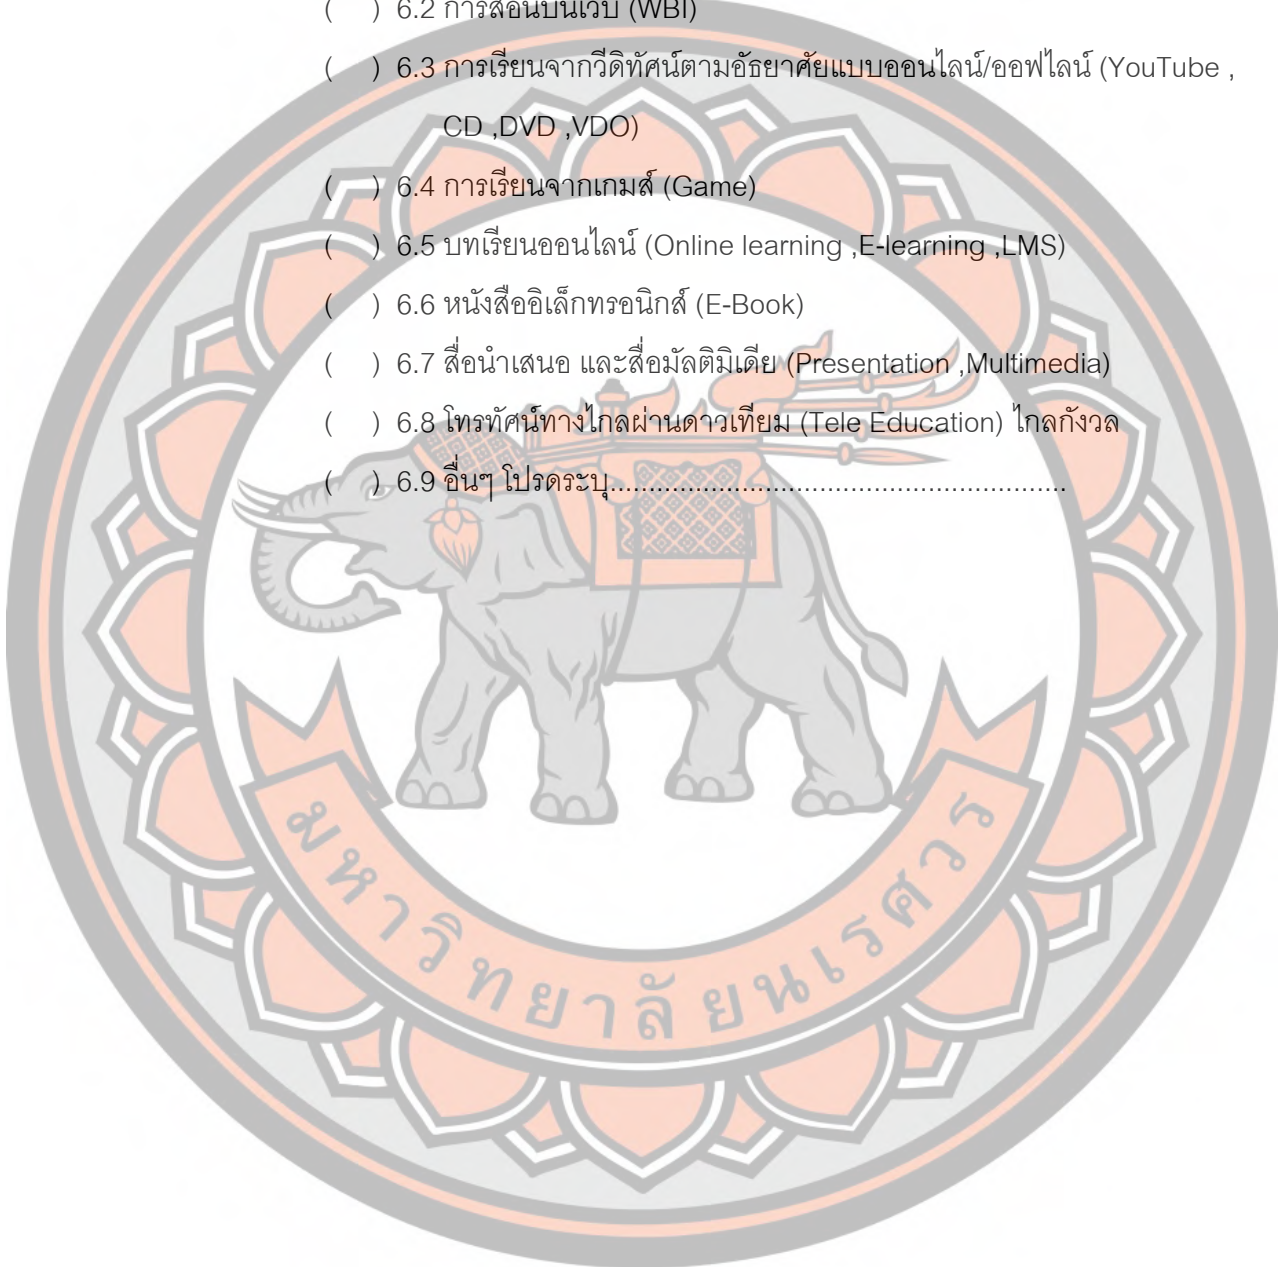 ( ) 6.2 การสอนบนเว็บ (WBI)
( ) 6.3 การเรียนจากวีดิทัศน์ตามอัธยาศัยแบบออนไลน์/ออฟไลน์ (YouTube ,
CD ,DVD ,VDO)
( ) 6.4 การเรียนจากเกมส์ (Game)
( ) 6.5 บทเรียนออนไลน์ (Online learning ,E-learning ,LMS)
( ) 6.6 หนังสืออิเล็กทรอนิกส์ (E-Book)
( ) 6.7 สื่อนำเสนอ และสื่อมัลติมิเดีย (Presentation ,Multimedia)
( ) 6.8 โทรทัศน์ทางไกลผ่านดาวเทียม (Tele Education) ไกลกังวล
( ) 6.9 อื่นๆ โปรดระบุ............................................................
มหาวิทยาลัยนเรศวร